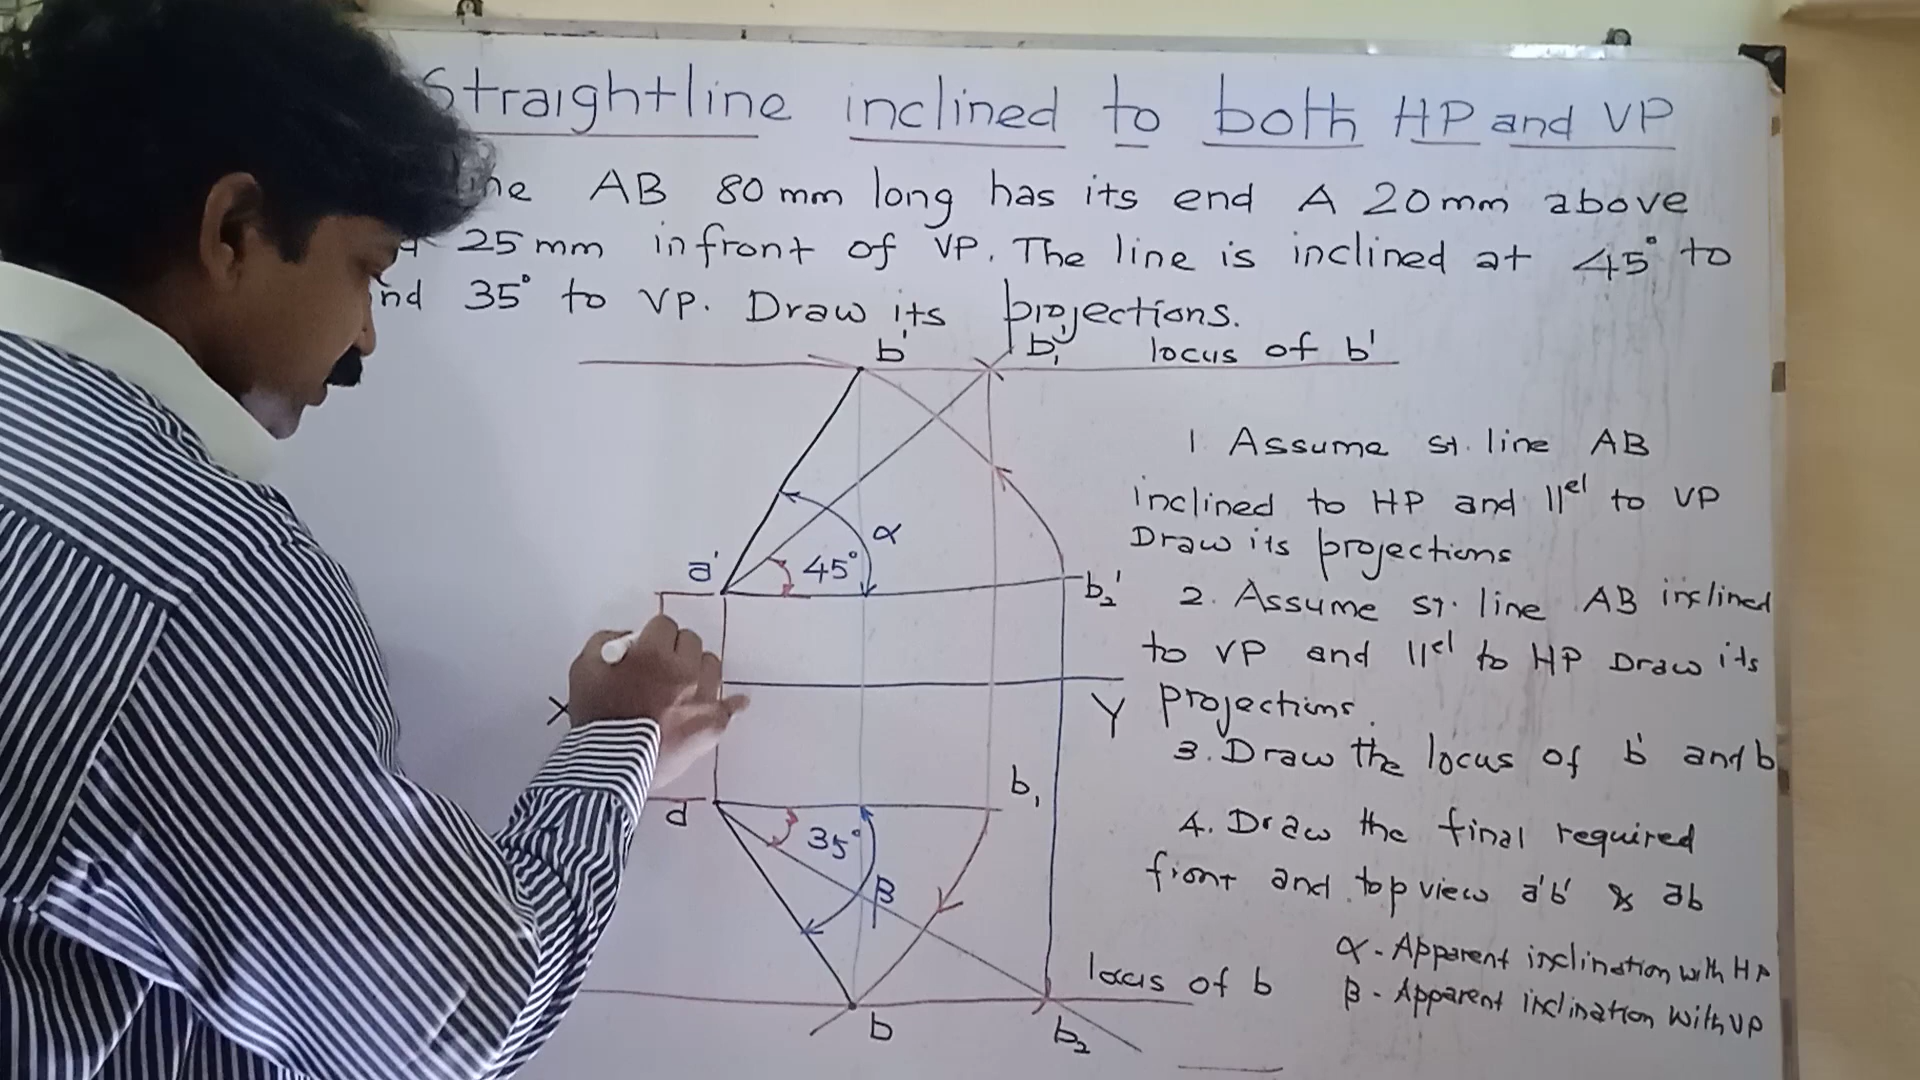 Straightline inclined to both HP and VP
AB 80 mm long has its end A 20mm above
25 mm infront of VP. The line is inclined at 45° to
35° to VP. Draw its projections.
b' b₁' locus of b'
1. Assume st. line AB
inclined to HP and ||el to VP
Draw its projections
α
a' 45° b₂'
2. Assume st. line AB inclined
to VP and ||el to HP Draw its
X Y projections.
3. Draw the locus of b' and b
b₁
a 35°
4. Draw the final required
front and top view a'b' & ab
β
α - Apparent inclination with HP
locus of b
β - Apparent inclination with VP
b b₂